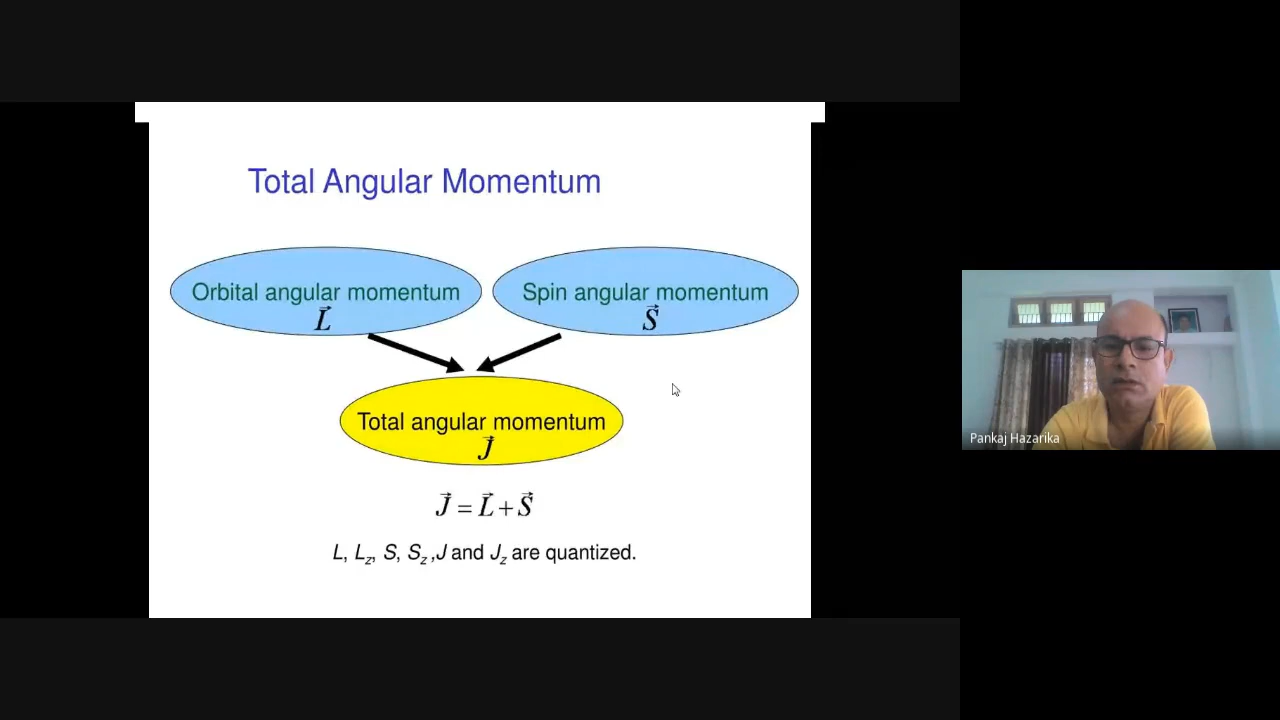 Total Angular Momentum
Orbital angular momentum
L⃗
Spin angular momentum
S⃗
Total angular momentum
J⃗
J⃗ = L⃗ + S⃗
L, Lz, S, Sz ,J and Jz are quantized.
Pankaj Hazarika